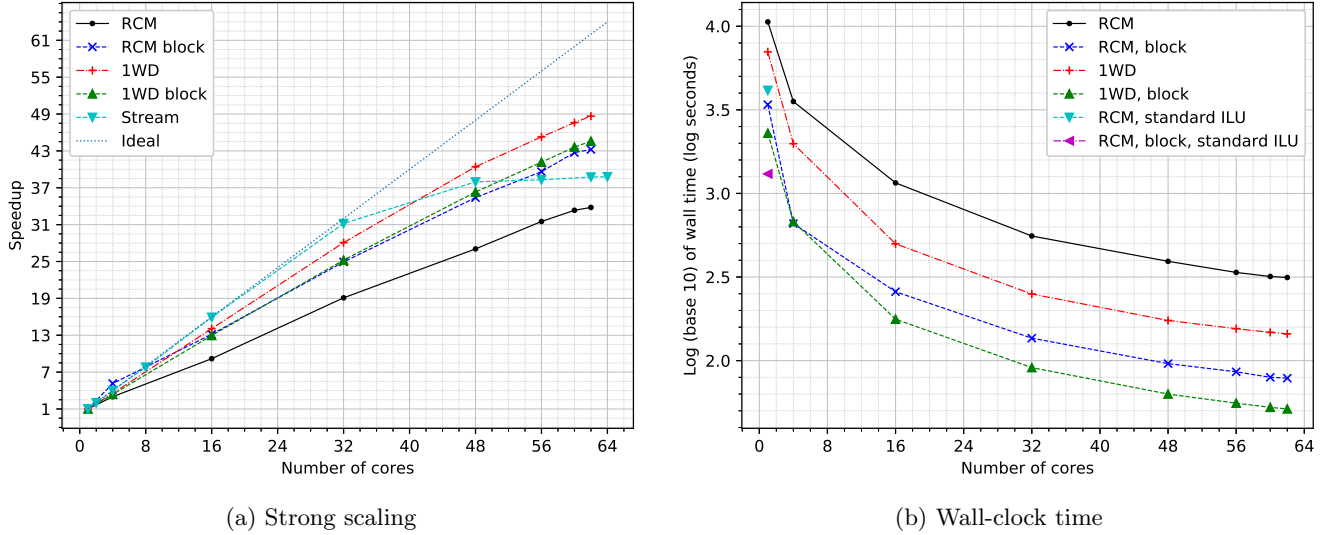 RCM
RCM block
1WD
1WD block
Stream
Ideal
61
55
49
43
37
31
25
19
13
7
1
Speedup
0 8 16 24 32 40 48 56 64
Number of cores
(a) Strong scaling
RCM
RCM, block
1WD
1WD, block
RCM, standard ILU
RCM, block, standard ILU
4.0
3.5
3.0
2.5
2.0
Log (base 10) of wall time (log seconds)
0 8 16 24 32 40 48 56 64
Number of cores
(b) Wall-clock time